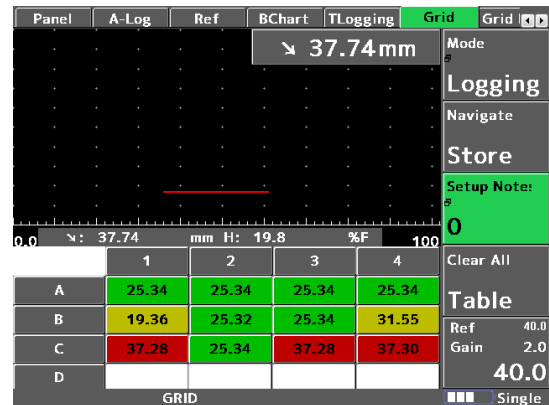 Panel A-Log Ref BChart TLogging Grid Grid
↘ 37.74mm
Mode
Logging
Navigate
Store
Setup Note:
0
0.0 ↘: 37.74 mm H: 19.8 %F 100
1 2 3 4
A 25.34 25.34 25.34 25.34
B 19.36 25.32 25.34 31.55
C 37.28 25.34 37.28 37.30
D
Clear All
Table
Ref 40.0
Gain 2.0
40.0
GRID
Single